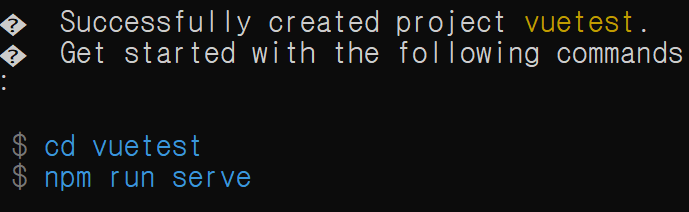 � Successfully created project vuetest.
� Get started with the following commands
:
$ cd vuetest
$ npm run serve